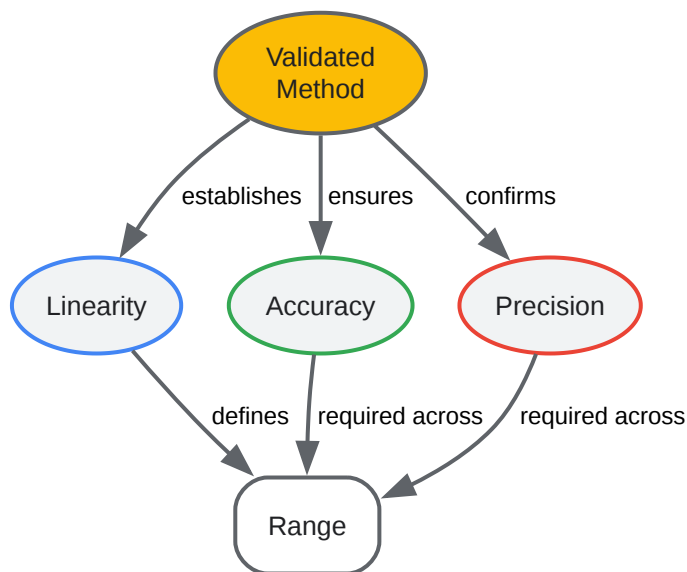 Validated
Method
establishes
ensures
confirms
Linearity
Accuracy
Precision
defines
required across
required across
Range